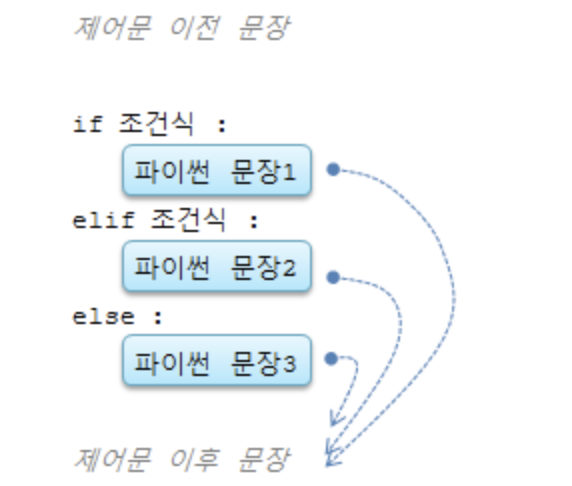 제어문 이전 문장
if 조건식 :
파이썬 문장1
elif 조건식 :
파이썬 문장2
else :
파이썬 문장3
제어문 이후 문장